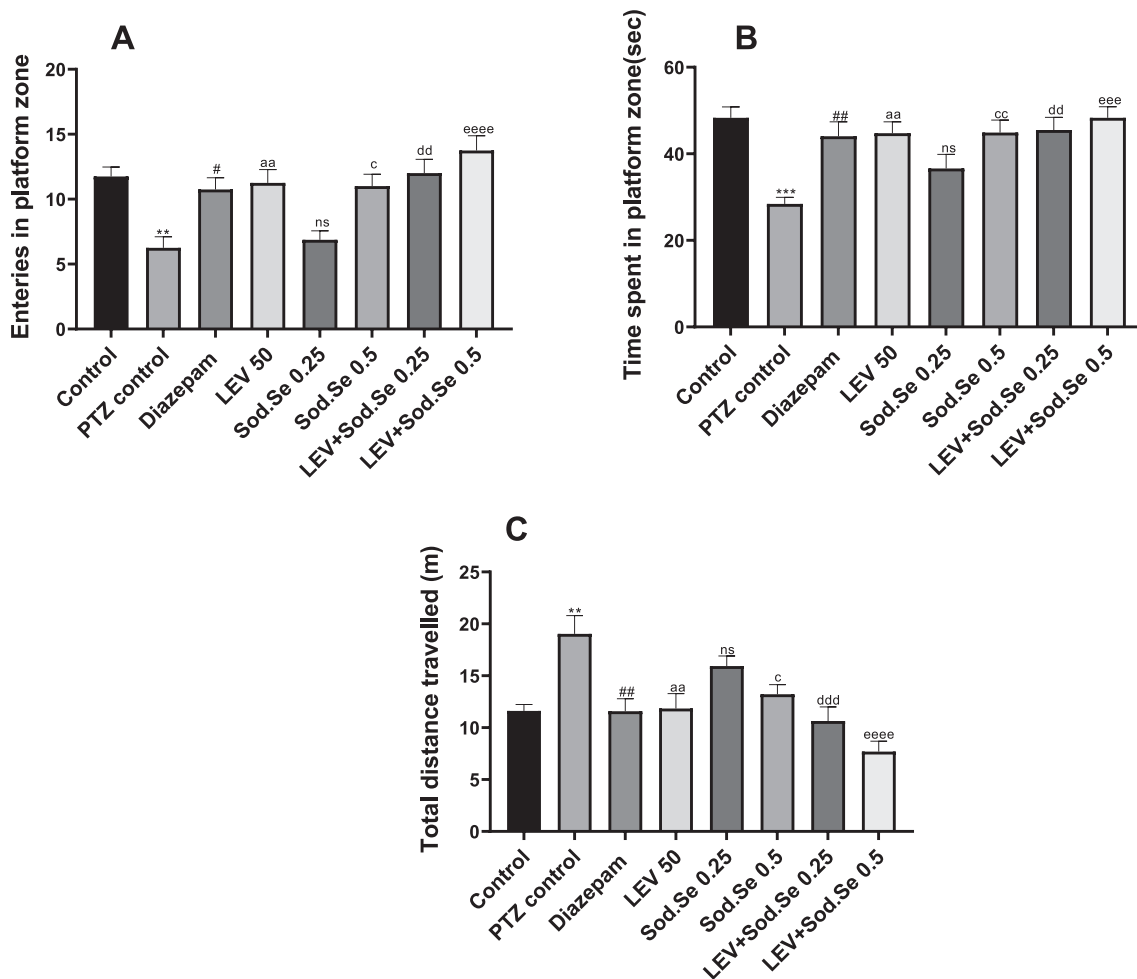 A
Enteries in platform zone
20
15
10
5
0
**
#
aa
ns
c
dd
eeee
Control
PTZ control
Diazepam
LEV 50
Sod.Se 0.25
Sod.Se 0.5
LEV+Sod.Se 0.25
LEV+Sod.Se 0.5
B
Time spent in platform zone(sec)
60
40
20
0
***
##
aa
ns
cc
dd
eee
Control
PTZ control
Diazepam
LEV 50
Sod.Se 0.25
Sod.Se 0.5
LEV+Sod.Se 0.25
LEV+Sod.Se 0.5
C
Total distance travelled (m)
25
20
15
10
5
0
**
##
aa
ns
c
ddd
eeee
Control
PTZ control
Diazepam
LEV 50
Sod.Se 0.25
Sod.Se 0.5
LEV+Sod.Se 0.25
LEV+Sod.Se 0.5